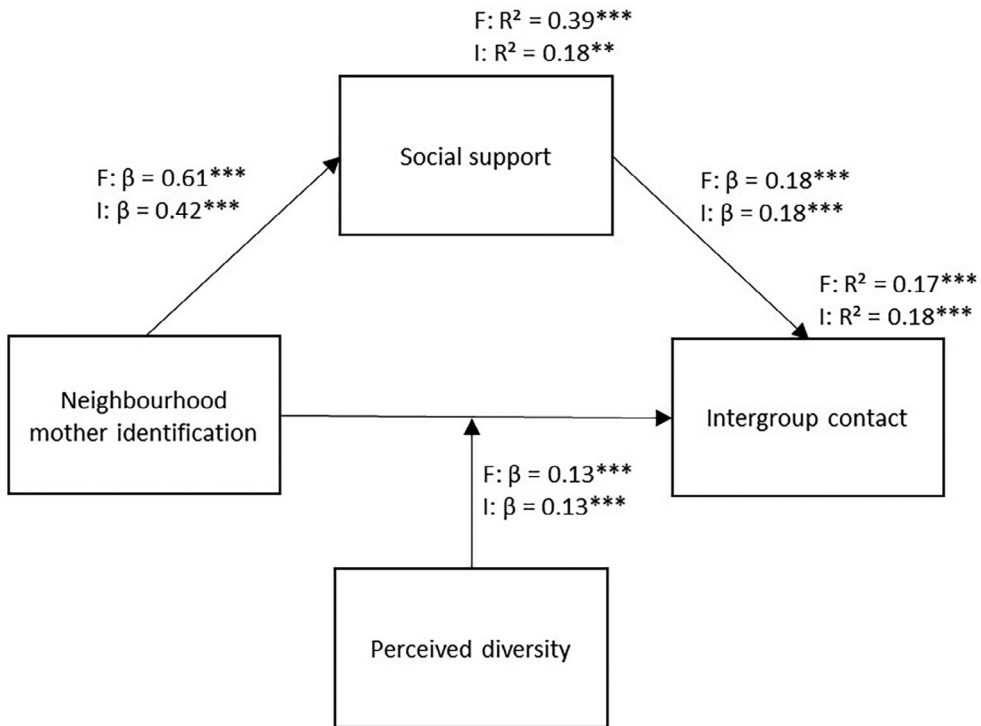 F: R² = 0.39***
I: R² = 0.18**
Social support
F: β = 0.61***
I: β = 0.42***
F: β = 0.18***
I: β = 0.18***
F: R² = 0.17***
I: R² = 0.18***
Neighbourhood
mother identification
Intergroup contact
F: β = 0.13***
I: β = 0.13***
Perceived diversity